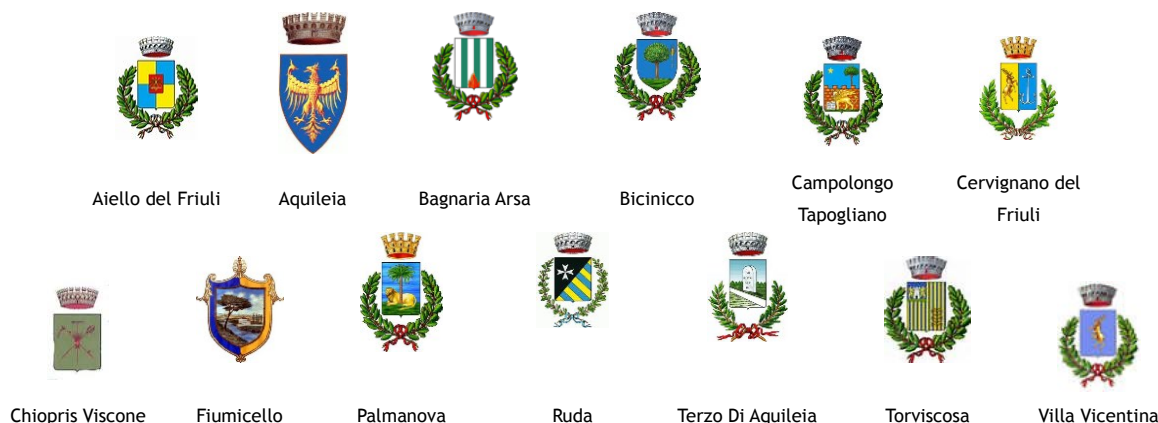 Aiello del Friuli
Aquileia
Bagnaria Arsa
Bicinicco
Campolongo
Tapogliano
Cervignano del
Friuli
Chiopris Viscone
Fiumicello
Palmanova
Ruda
Terzo Di Aquileia
Torviscosa
Villa Vicentina